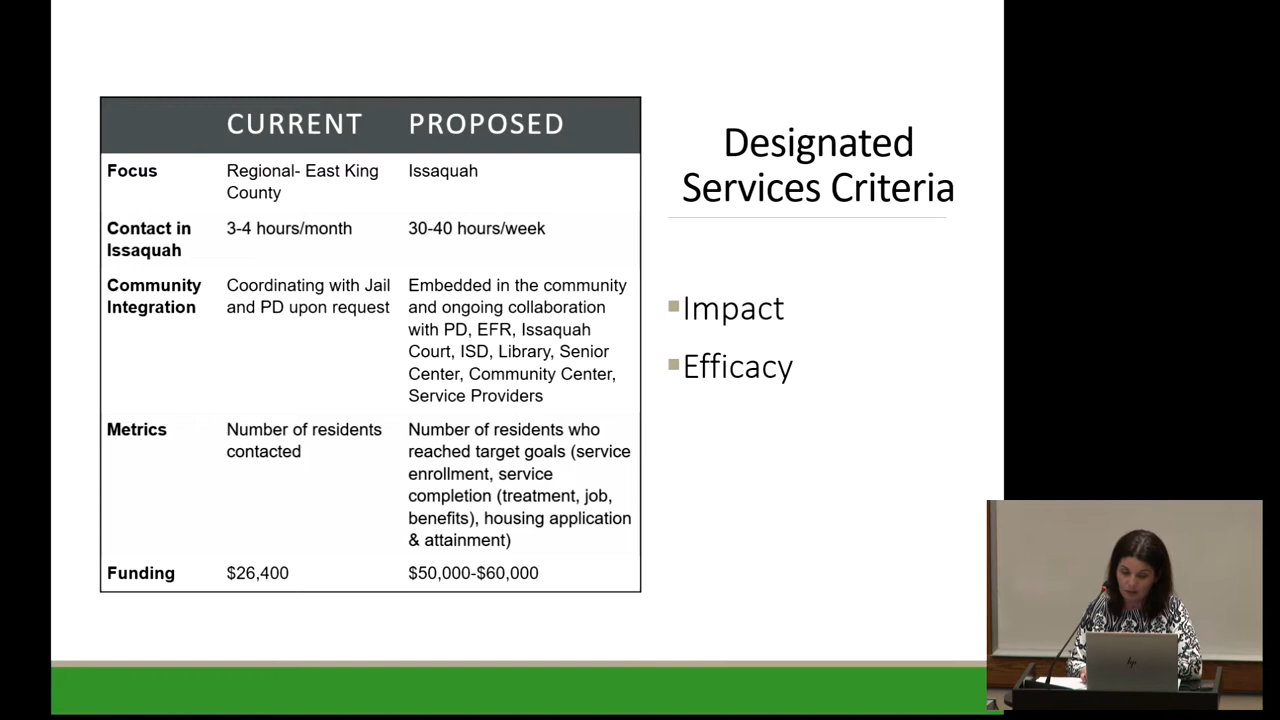 CURRENT PROPOSED
Focus Regional- East King Issaquah
County
Contact in 3-4 hours/month 30-40 hours/week
Issaquah
Community Coordinating with Jail Embedded in the community
Integration and PD upon request and ongoing collaboration
with PD, EFR, Issaquah
Court, ISD, Library, Senior
Center, Community Center,
Service Providers
Metrics Number of residents Number of residents who
contacted reached target goals (service
enrollment, service
completion (treatment, job,
benefits), housing application
& attainment)
Funding $26,400 $50,000-$60,000
Designated
Services Criteria
Impact
Efficacy
hp